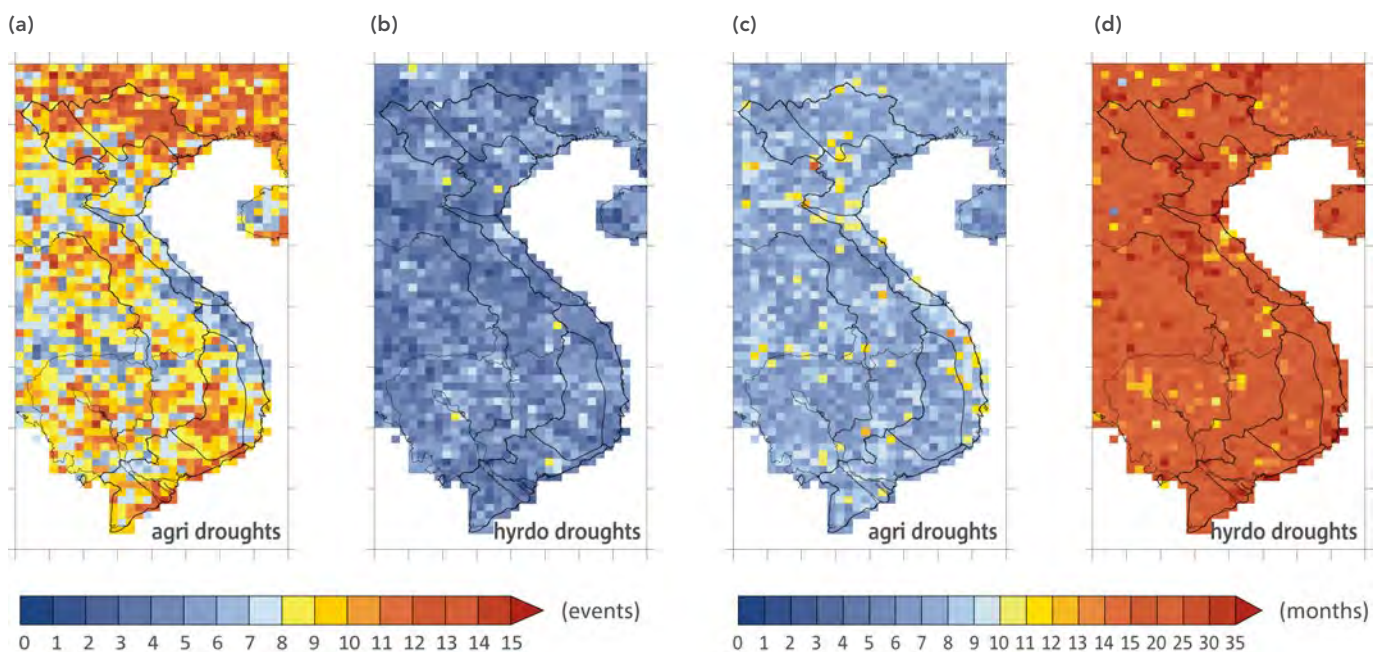 (a) (b) (c) (d)
agri droughts hyrdo droughts agri droughts hyrdo droughts
(events) (months)
0 1 2 3 4 5 6 7 8 9 10 11 13 14 15 0 1 2 3 4 5 6 7 8 9 10 11 12 13 14 15 20 25 30 35